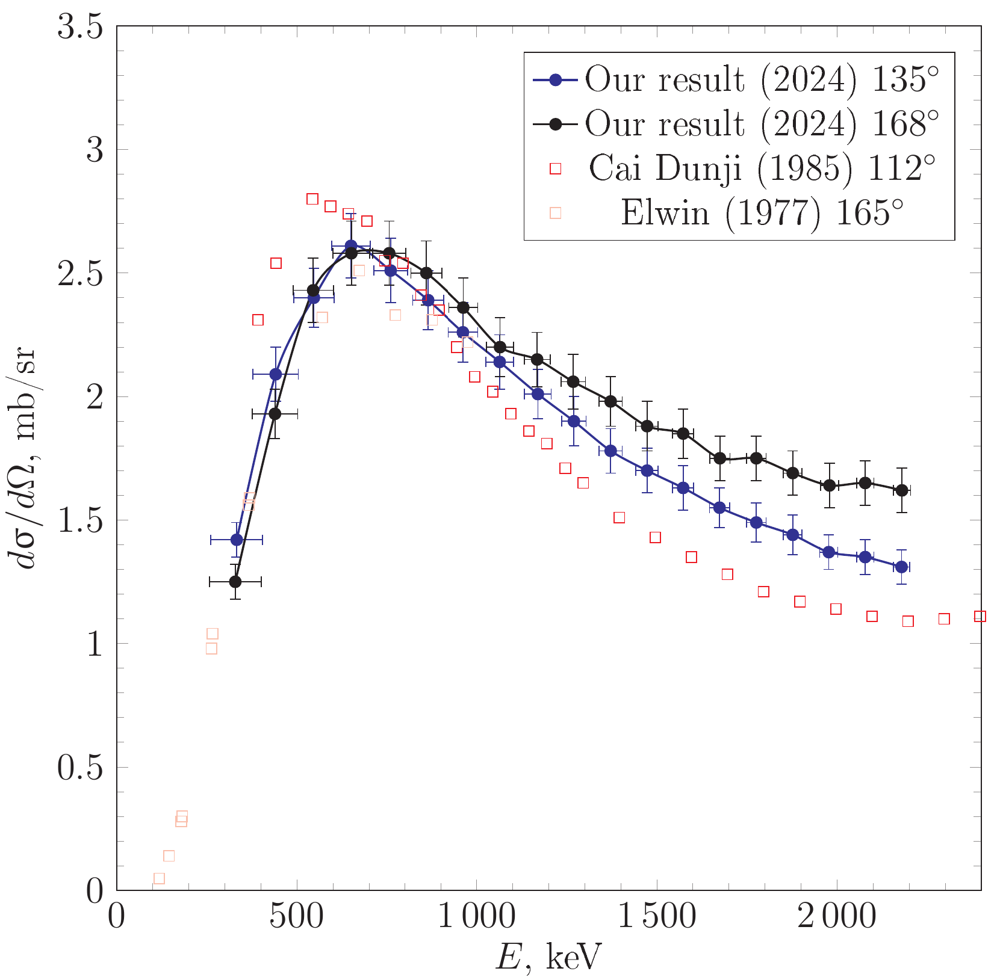 3.5
3
2.5
2
1.5
1
0.5
0
dσ/dΩ, mb/sr
Our result (2024) 135°
Our result (2024) 168°
Cai Dunji (1985) 112°
Elwin (1977) 165°
0 500 1 000 1 500 2 000
E, keV